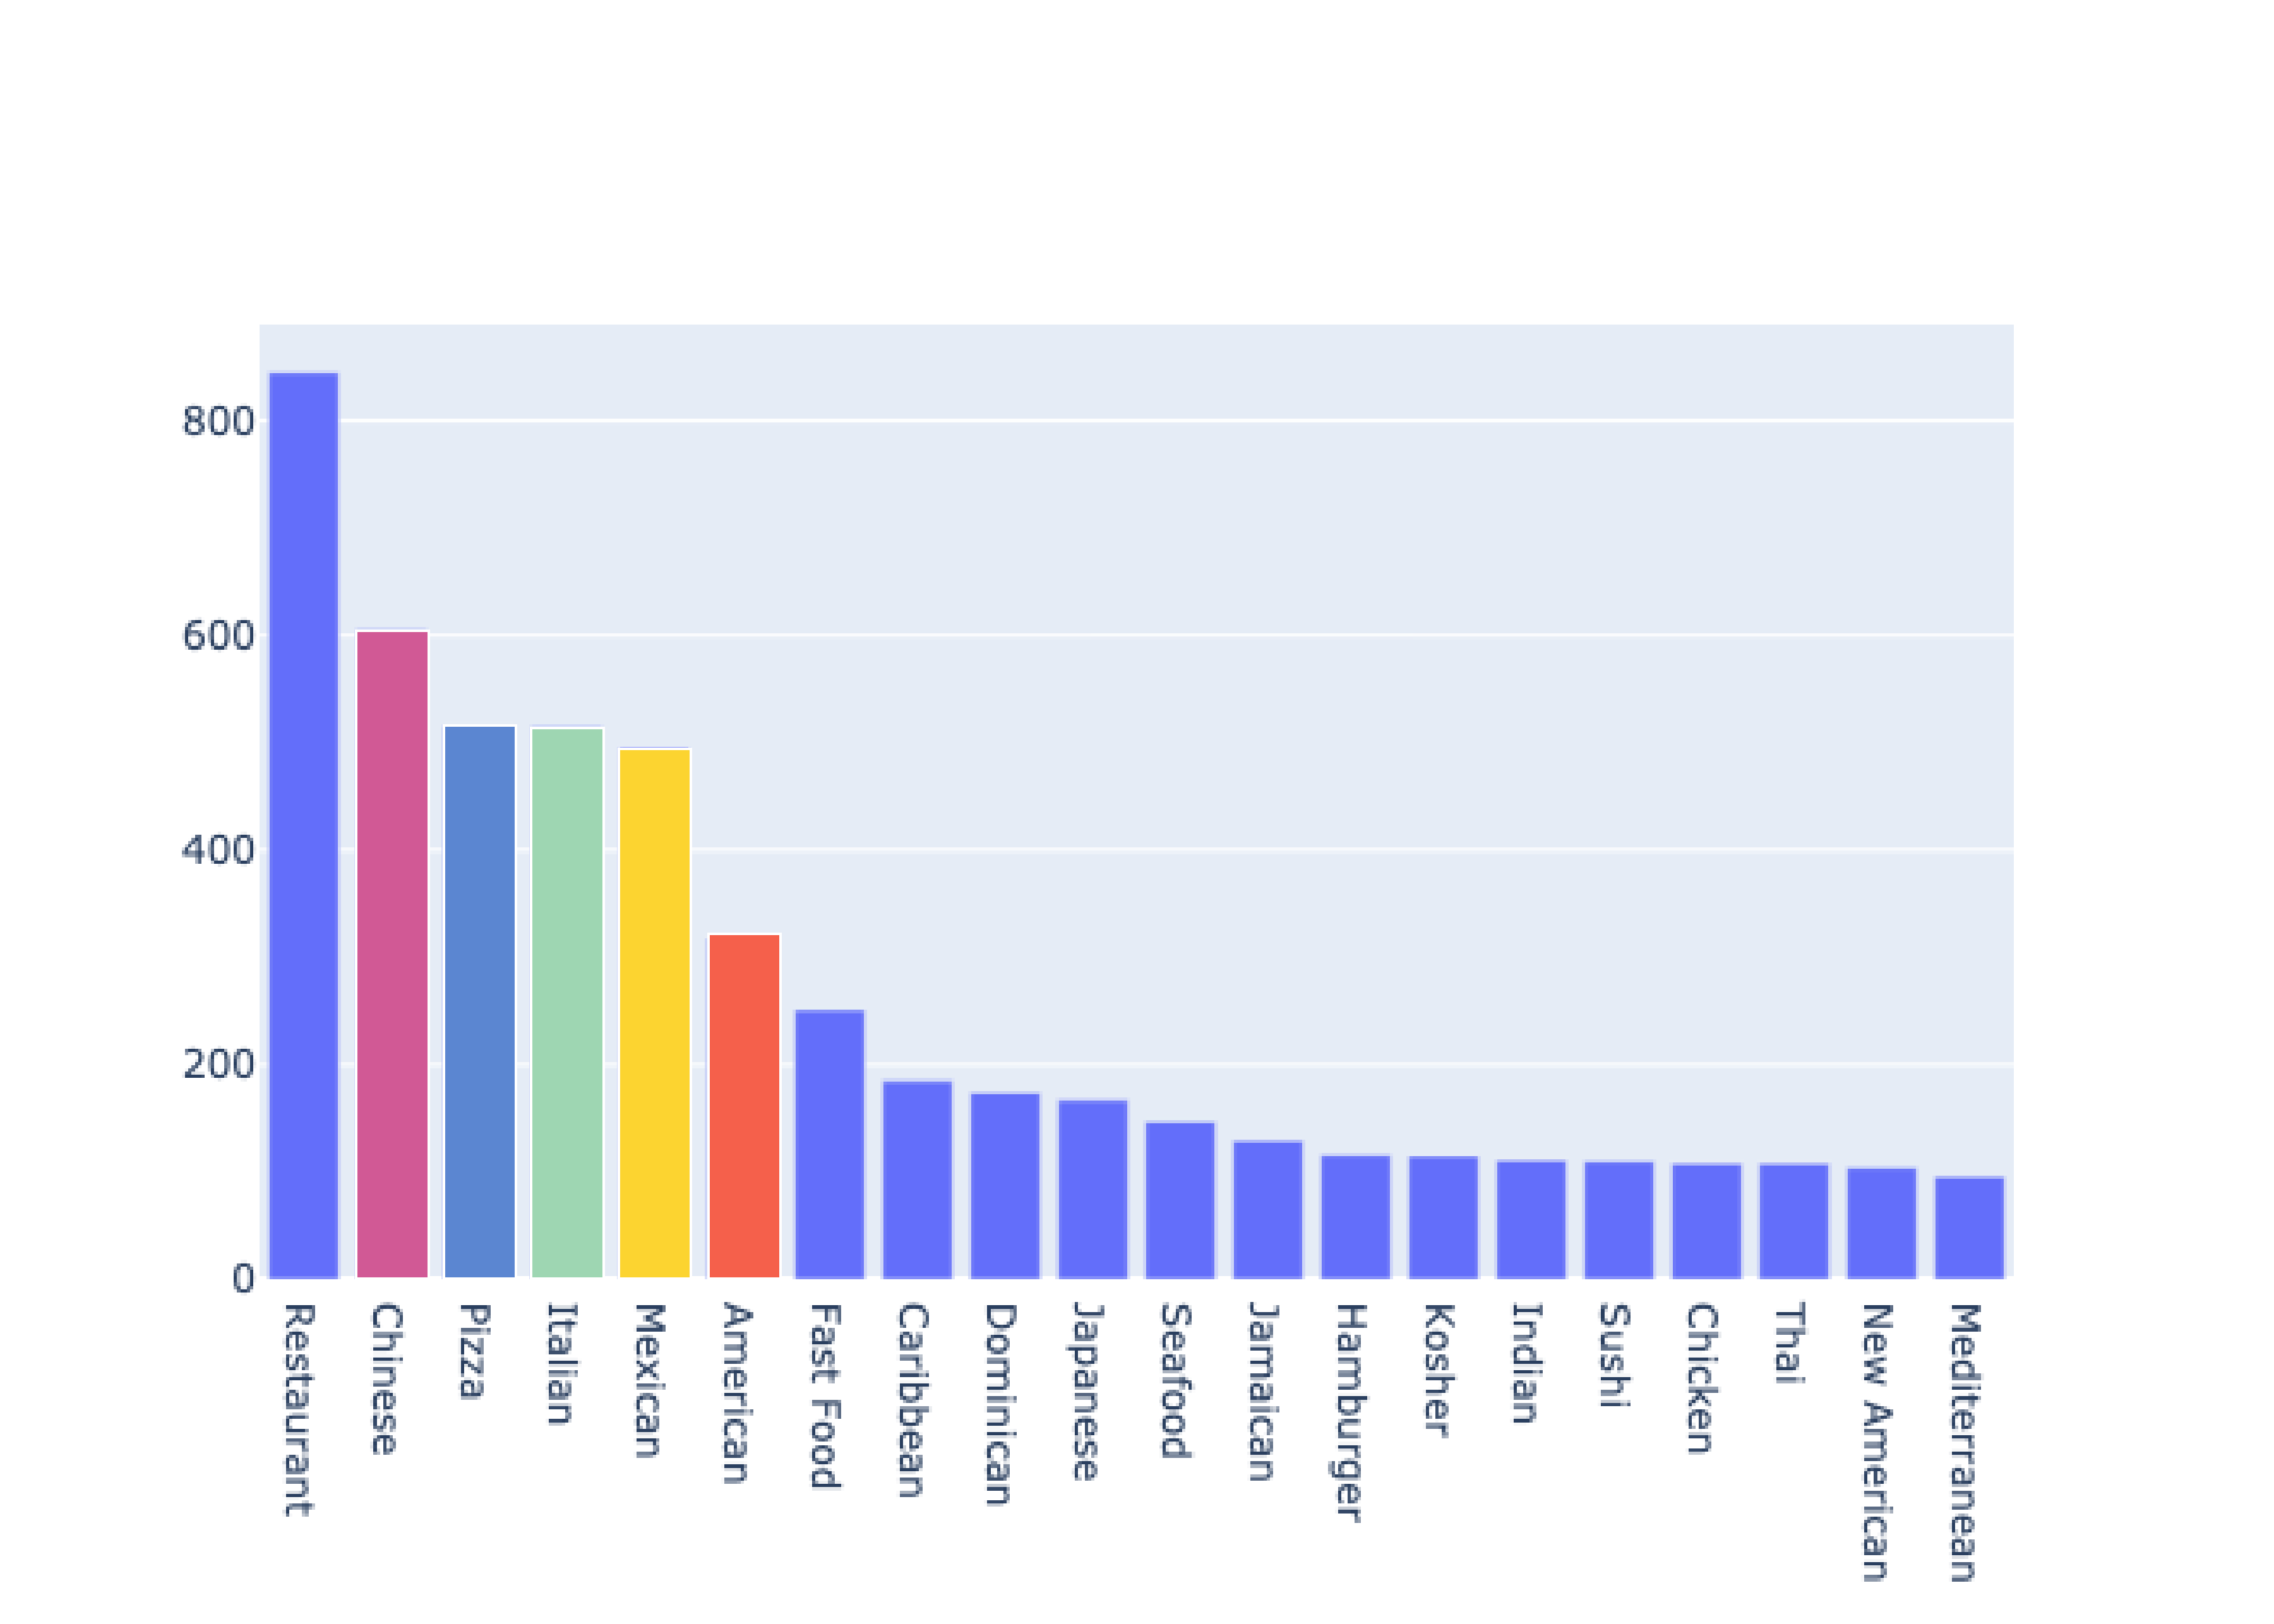 800
600
400
200
0
Restaurant
Chinese
Pizza
Italian
Mexican
American
Fast Food
Caribbean
Dominican
Japanese
Seafood
Jamaican
Hamburger
Kosher
Indian
Sushi
Chicken
Thai
New American
Mediterranean